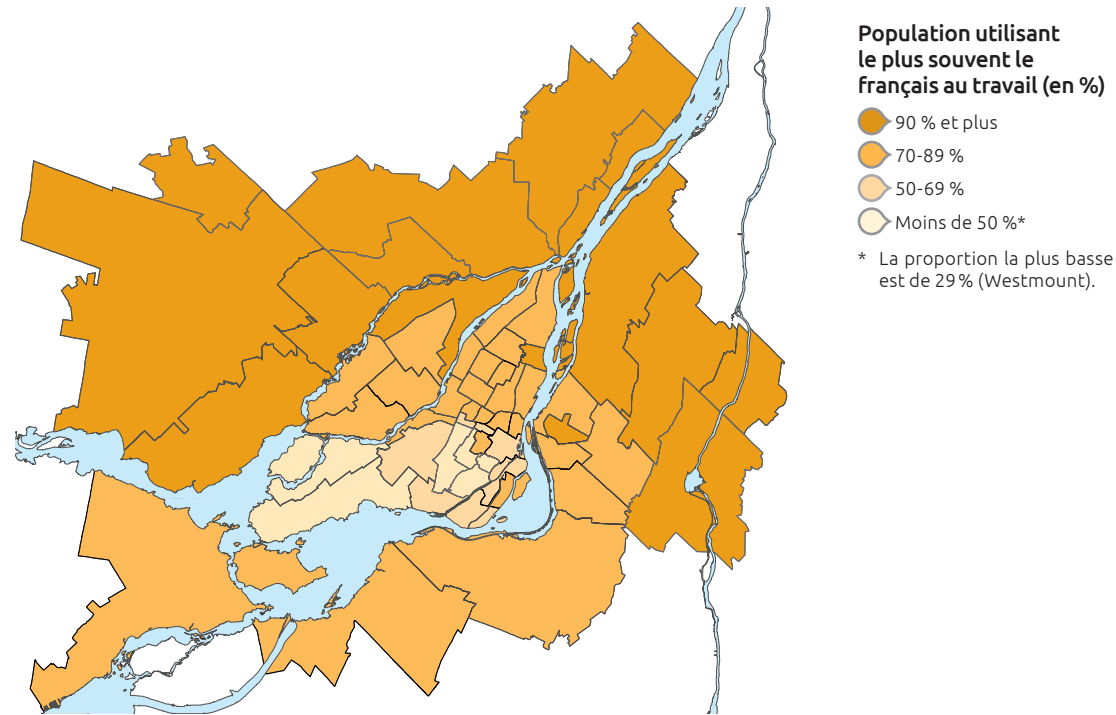 Population utilisant
le plus souvent le
français au travail (en %)
90 % et plus
70-89 %
50-69 %
Moins de 50 %*
* La proportion la plus basse
est de 29 % (Westmount).